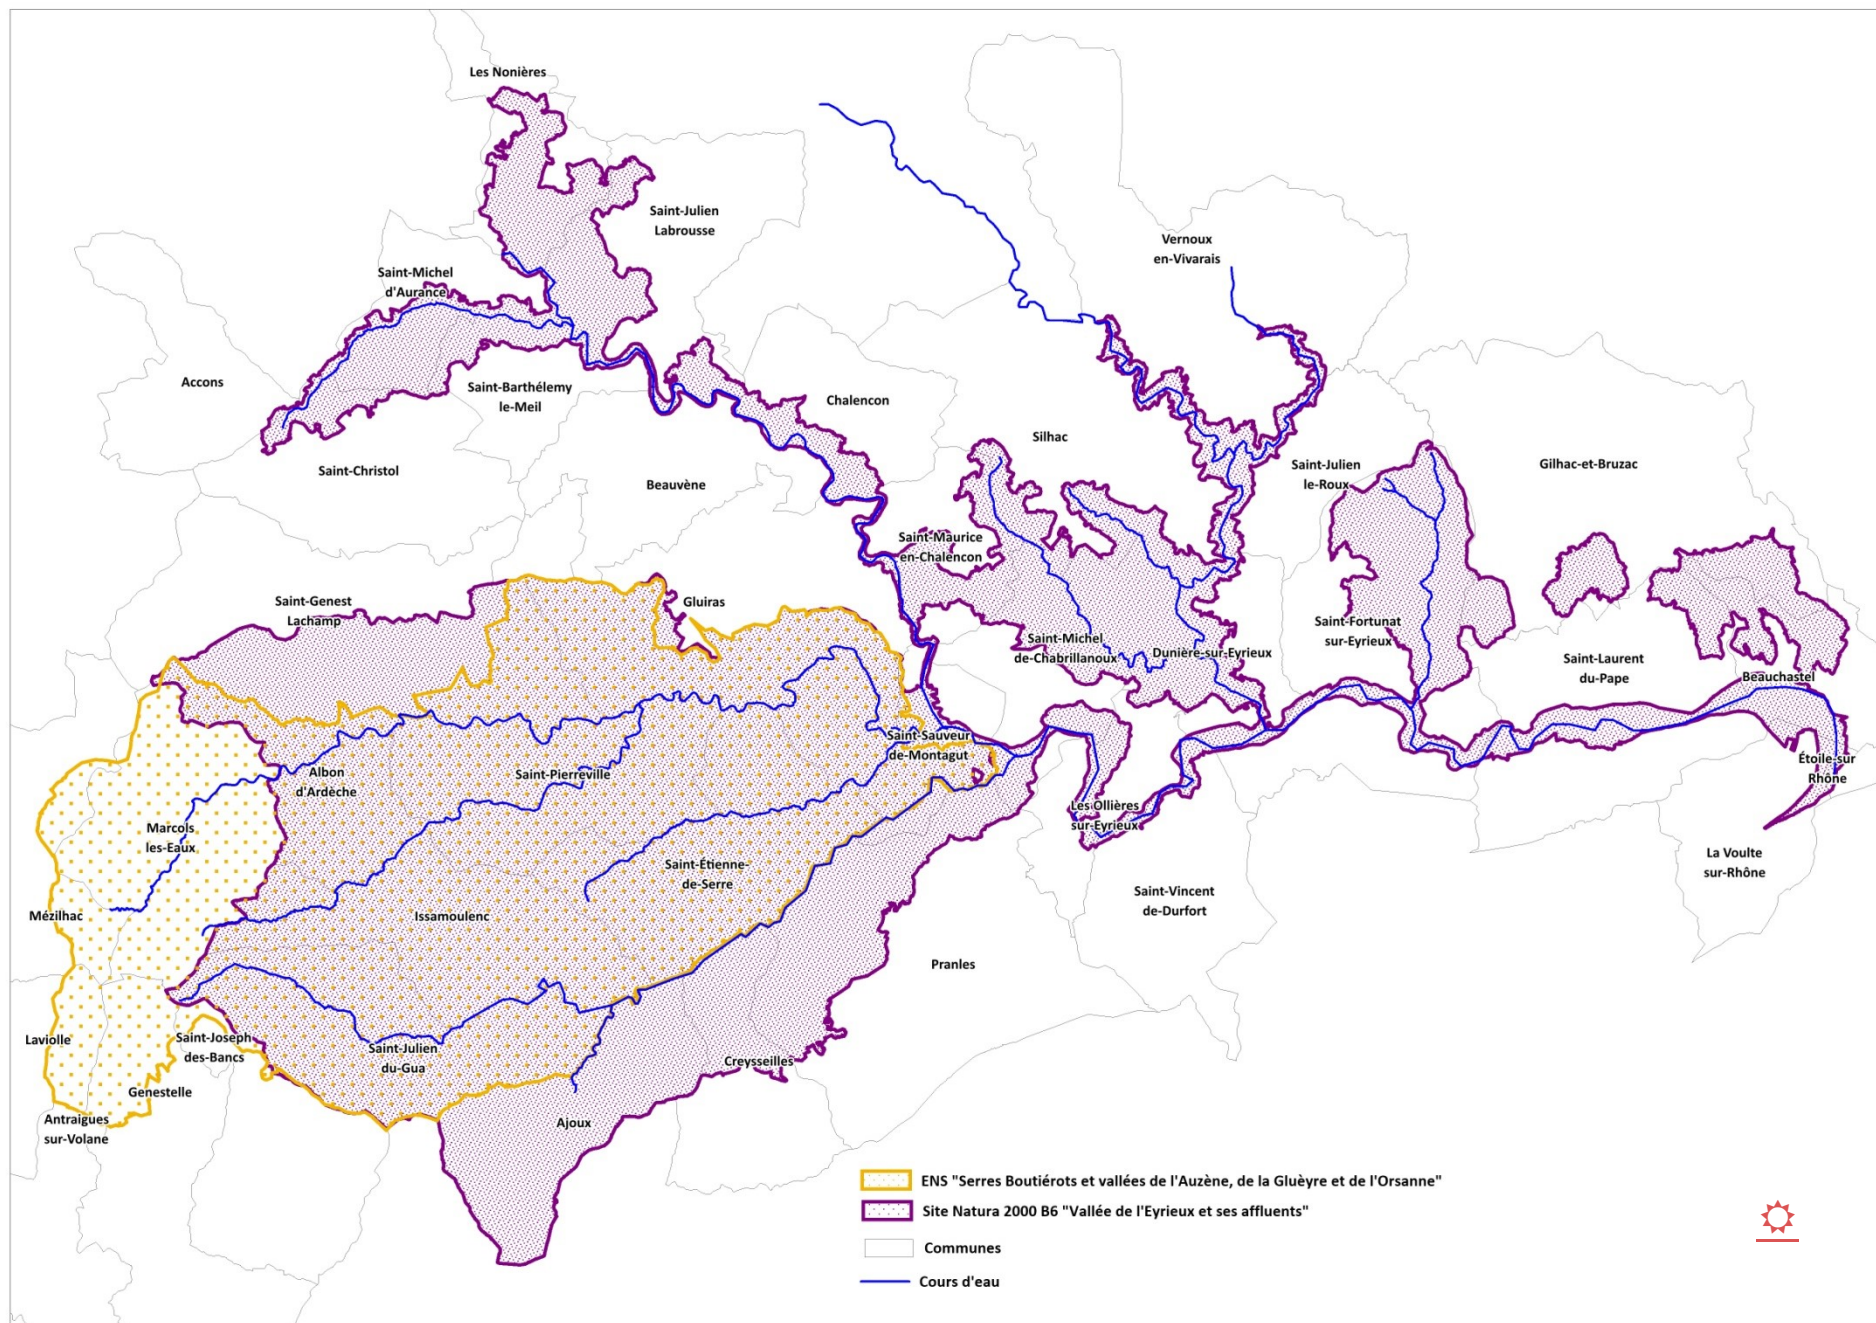 Les Nonières
Saint-Julien
Labrousse
Vernoux
en-Vivarais
Saint-Michel
d'Aurance
Accons
Saint-Barthélemy
le-Meil
Chalencon
Silhac
Saint-Christol
Beauvène
Saint-Julien
le-Roux
Gilhac-et-Bruzac
Saint-Maurice
en-Chalencon
Saint-Genest
Lachamp
Gluiras
Saint-Michel
de-Chabrillanoux
Dunière-sur-Eyrieux
Saint-Fortunat
sur-Eyrieux
Saint-Laurent
du-Pape
Beauchastel
Saint-Sauveur
de-Montagut
Albon
d'Ardèche
Saint-Pierreville
Étoile-sur
Rhône
Les Ollières
sur-Eyrieux
Marcols
les-Eaux
Saint-Étienne-
de-Serre
La Voulte
sur-Rhône
Saint-Vincent
de-Durfort
Mézilhac
Issamoulenc
Pranles
Laviolle
Saint-Joseph
des-Bancs
Saint-Julien
du-Gua
Creysseilles
Genestelle
Antraigues
sur-Volane
Ajoux
ENS "Serres Boutiérots et vallées de l'Auzène, de la Gluèyre et de l'Orsanne"
Site Natura 2000 B6 "Vallée de l'Eyrieux et ses affluents"
Communes
Cours d'eau